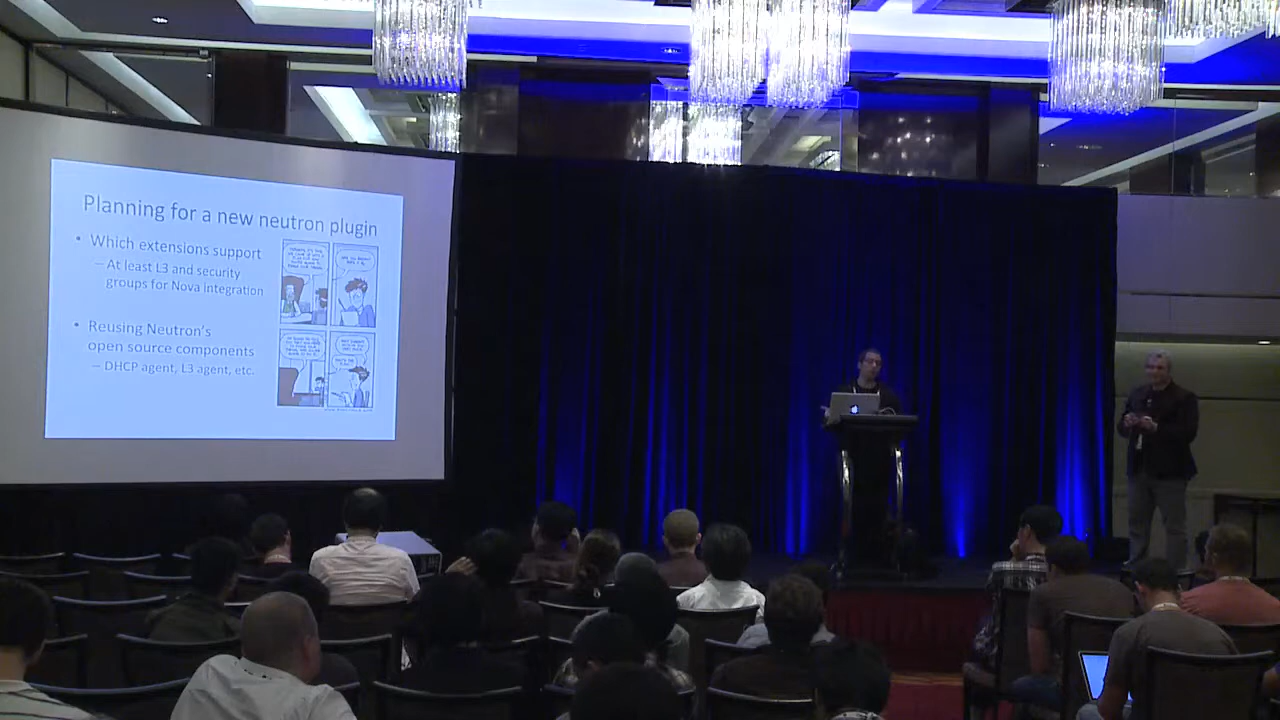 Planning for a new neutron plugin
• Which extensions support
– At least L3 and security
groups for Nova integration
• Reusing Neutron's
open source components
– DHCP agent, L3 agent, etc.